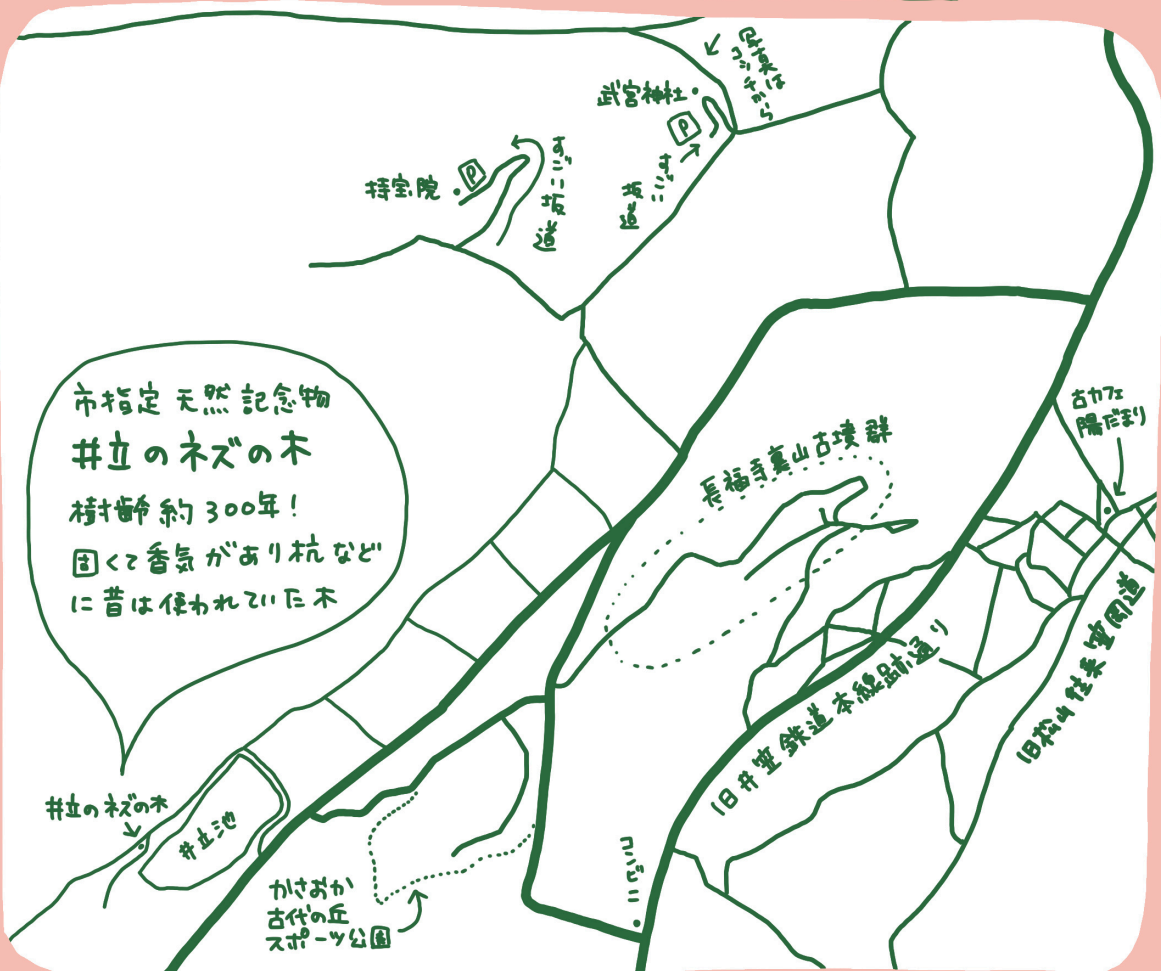 写真は
コッチから
武宮神社
P
すごい
坂道
持宝院
P
すごい坂道
市指定 天然記念物
井立のネズの木
樹齢約300年！
固くて香気があり杭など
に昔は使われていた木
長福寺裏山古墳群
古カフェ
陽だまり
旧井笠鉄道本線跡通り
旧松山往来笠岡道
井立のネズの木
井立池
かさおか
古代の丘
スポーツ公園
コンビニ